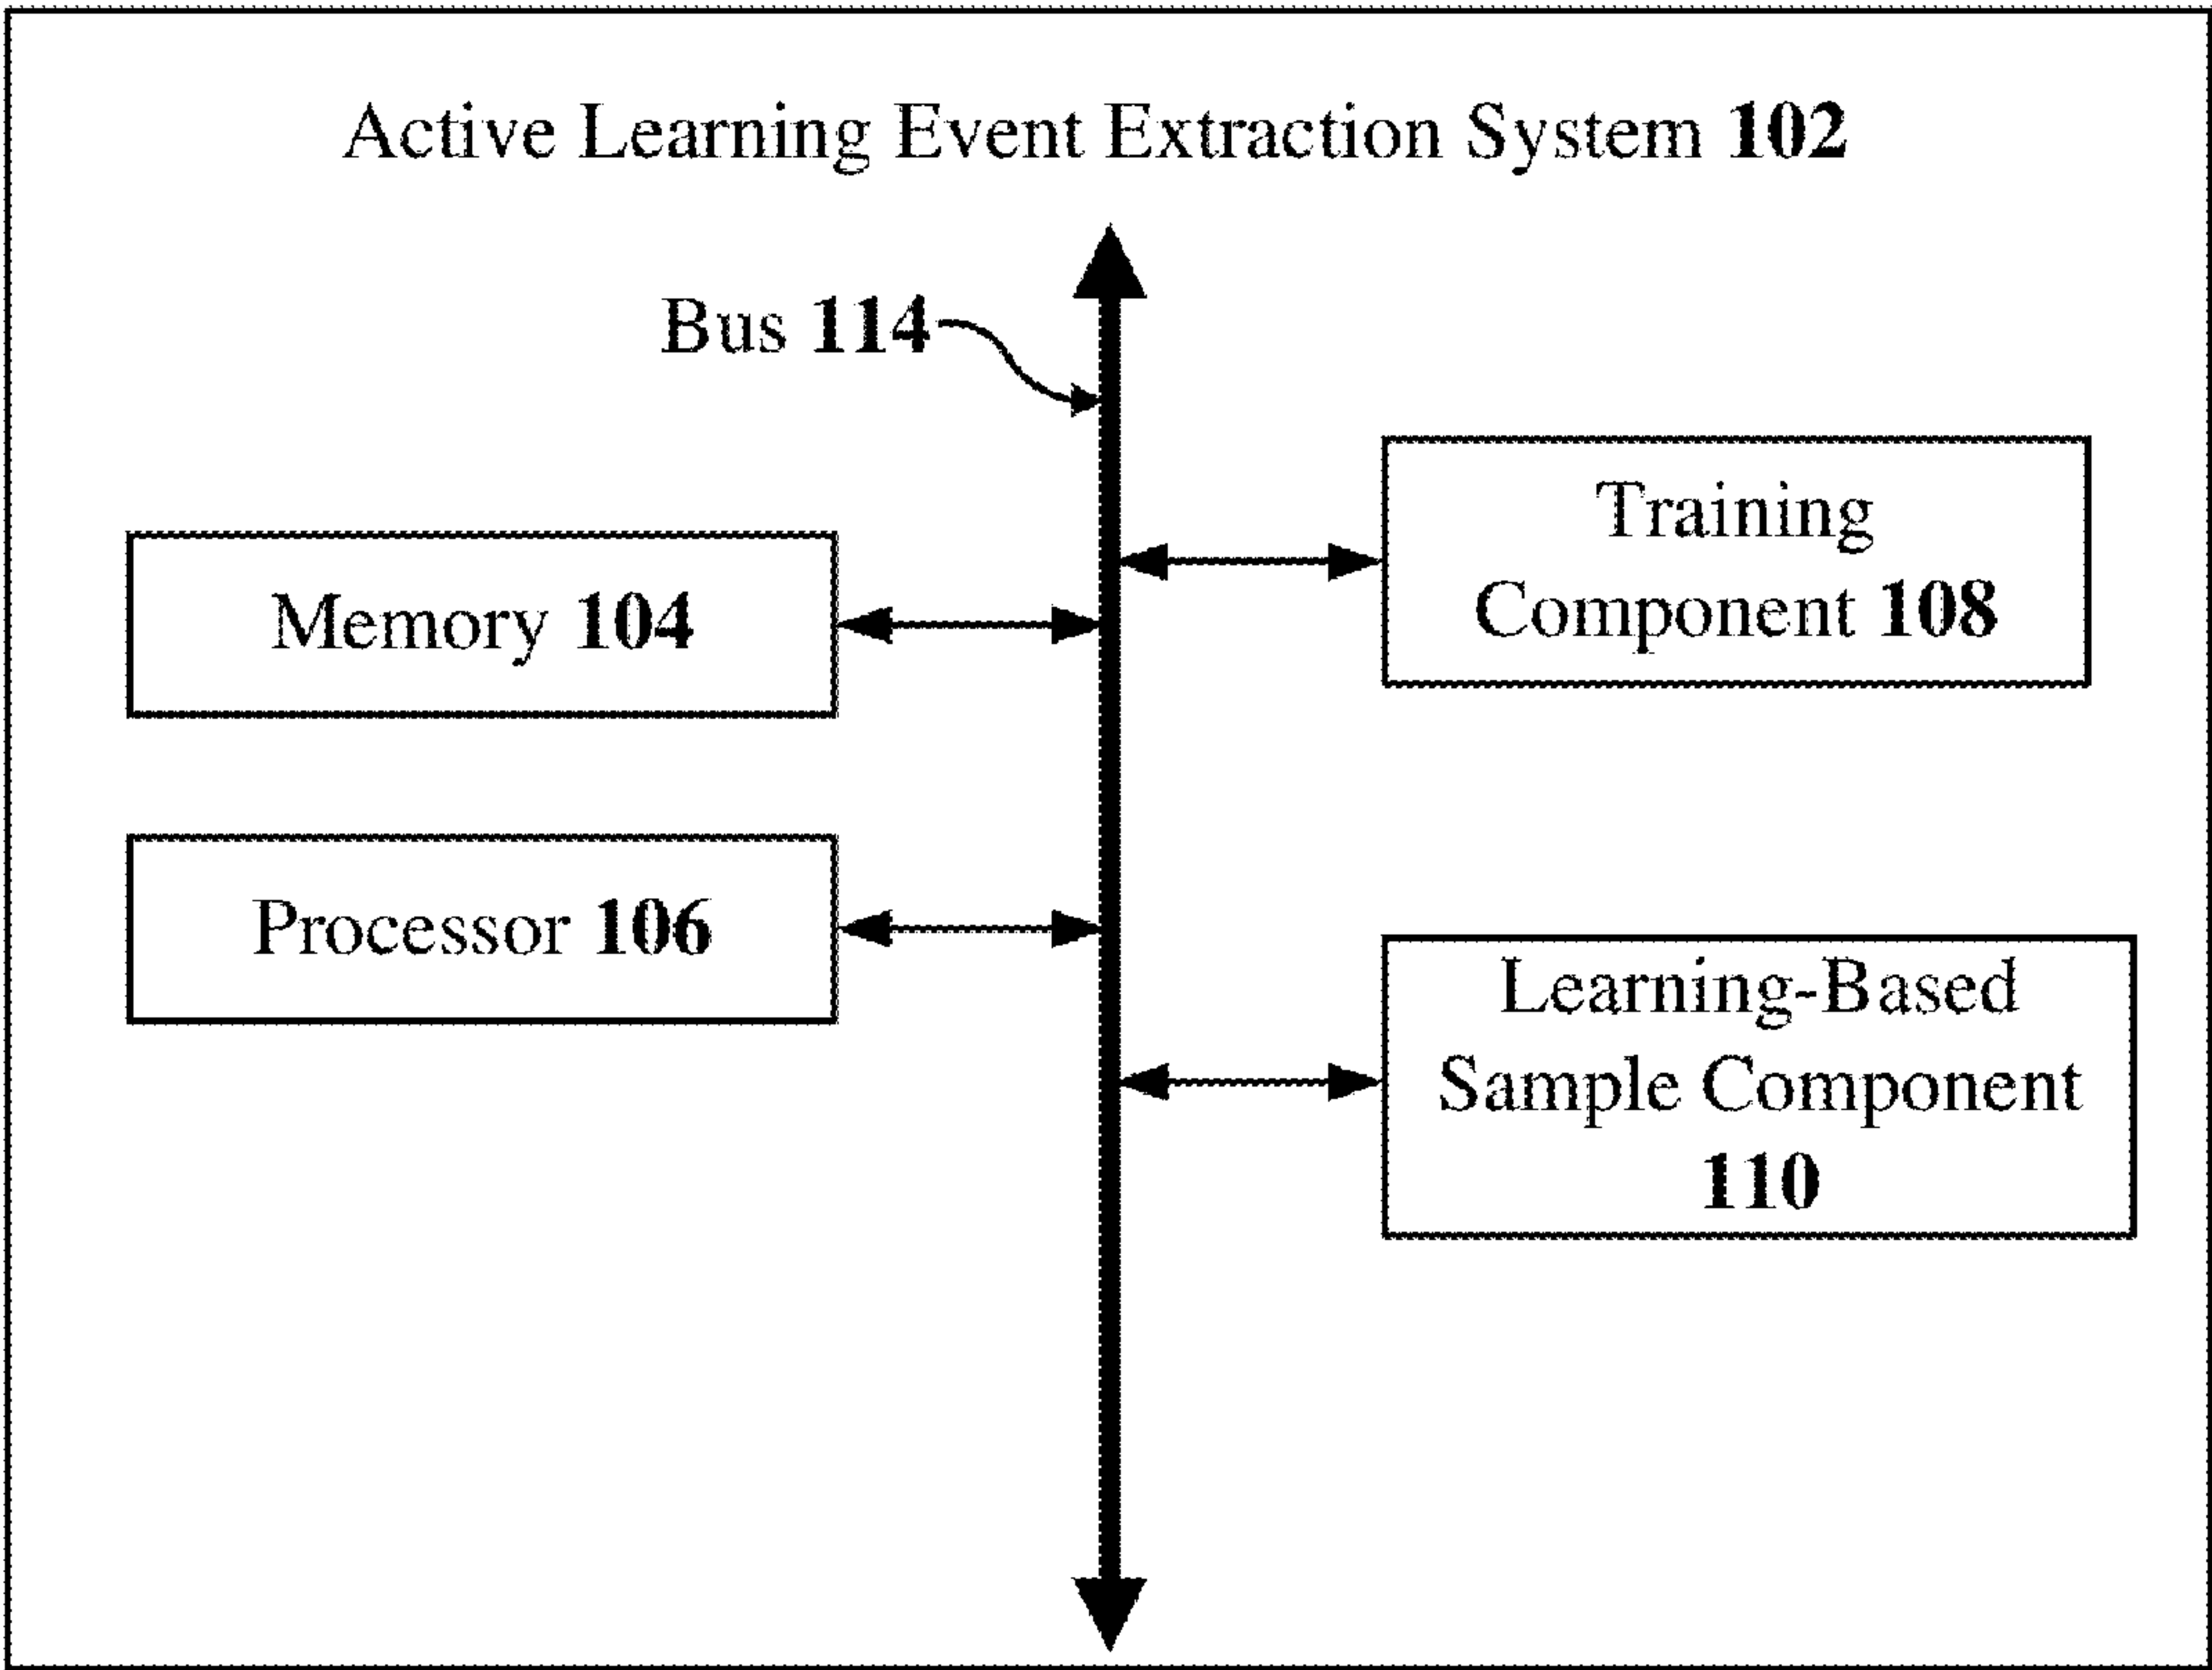 Active Learning Event Extraction System 102
Bus 114
Training
Component 108
Memory 104
Processor 106
Learning-Based
Sample Component
110